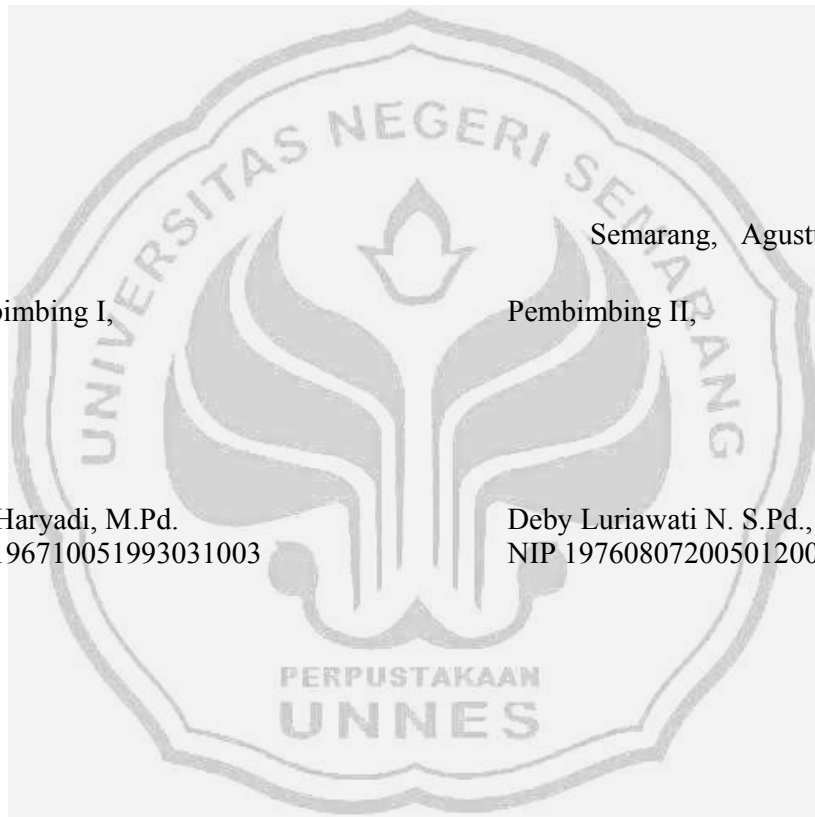 UNIVERSITAS NEGERI SEMARANG
Semarang, Agustu
bimbing I,
Pembimbing II,
Haryadi, M.Pd.
Deby Luriawati N. S.Pd.,
196710051993031003
NIP 19760807200501200
PERPUSTAKAAN
UNNES